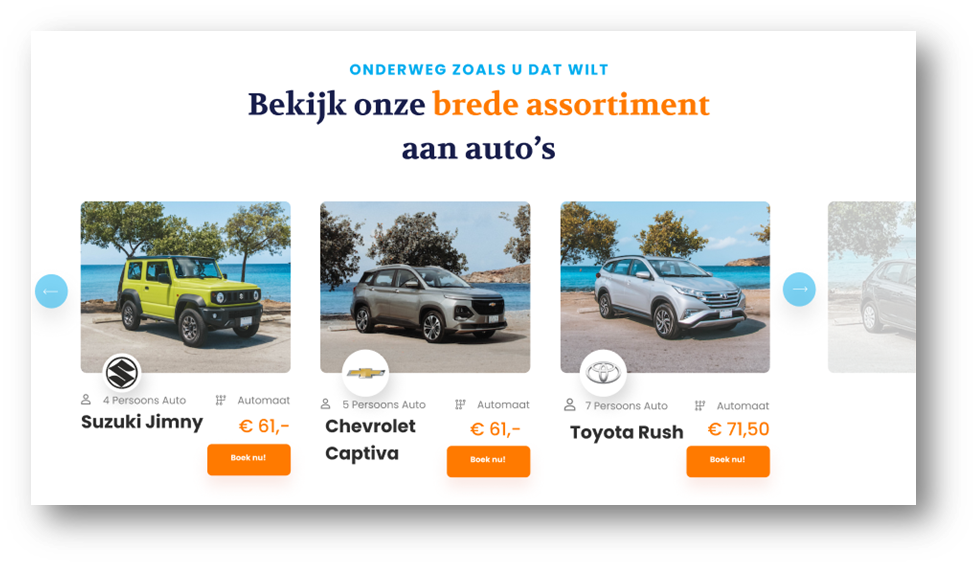 ONDERWEG ZOALS U DAT WILT
Bekijk onze brede assortiment
aan auto's
4 Persoons Auto
Automaat
Suzuki Jimny
€ 61,-
Boek nu!
5 Persoons Auto
Automaat
Chevrolet
Captiva
€ 61,-
Boek nu!
7 Persoons Auto
Automaat
Toyota Rush
€ 71,50
Boek nu!